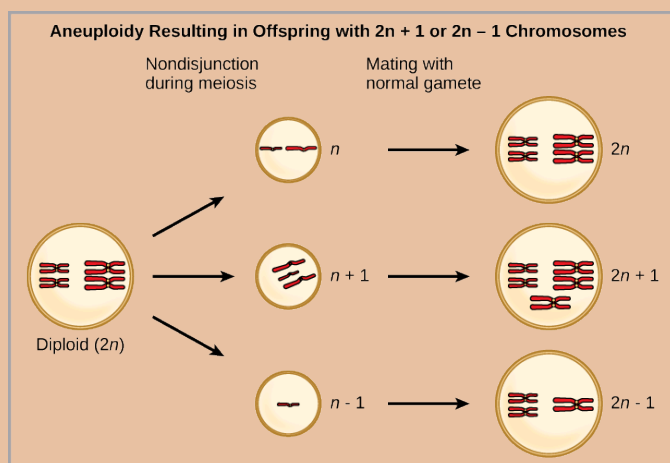 Aneuploidy Resulting in Offspring with 2n + 1 or 2n – 1 Chromosomes
Nondisjunction
during meiosis
Mating with
normal gamete
n
2n
Diploid (2n)
n + 1
2n + 1
n - 1
2n - 1